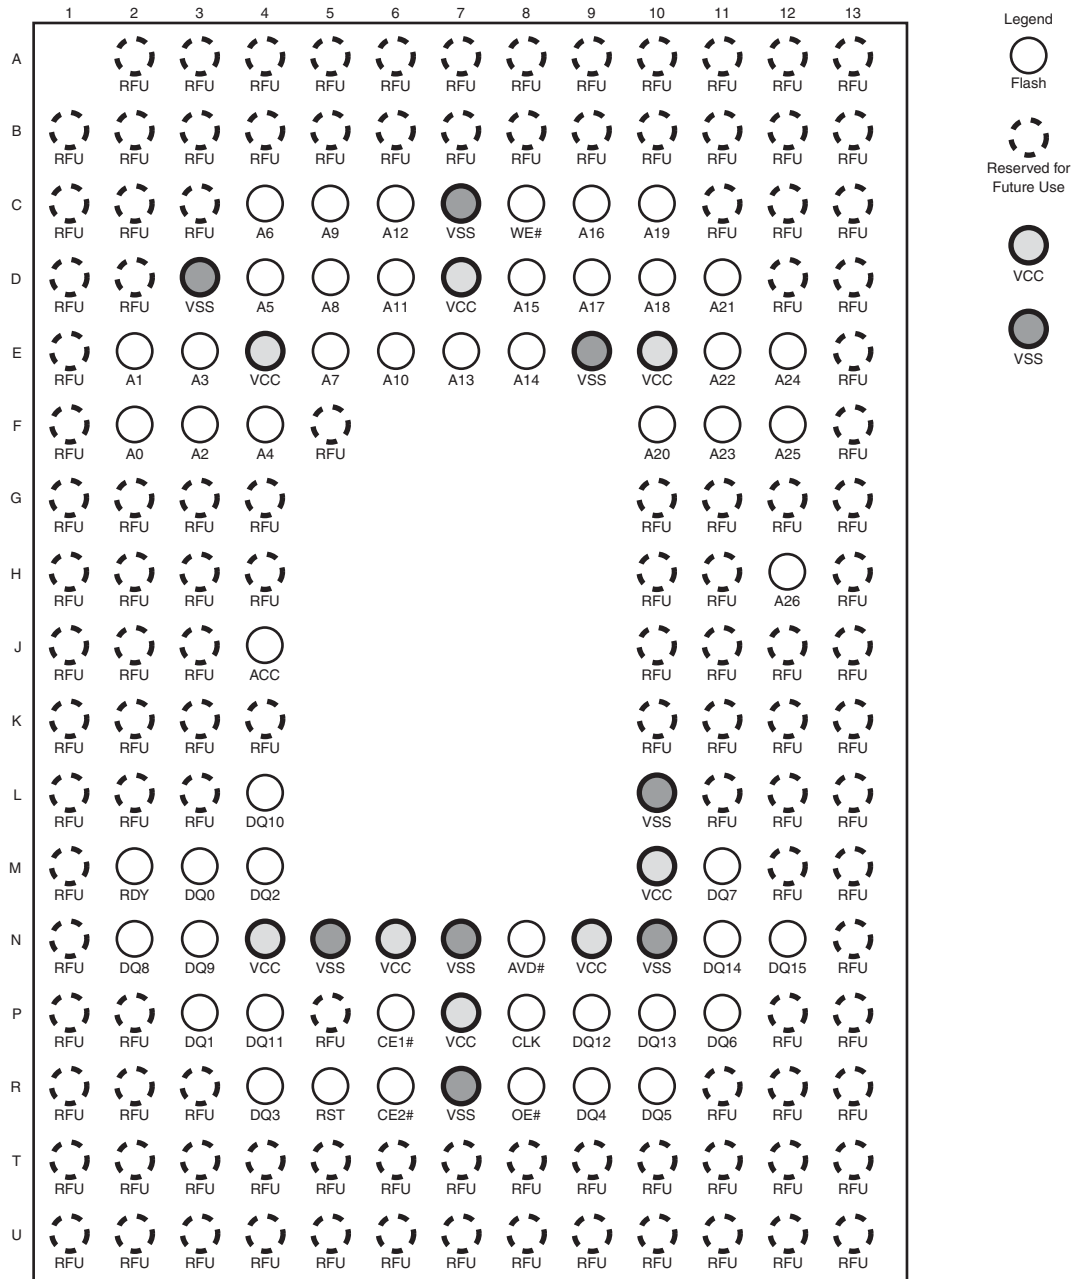 1 2 3 4 5 6 7 8 9 10 11 12 13
Legend
A
RFU RFU RFU RFU RFU RFU RFU RFU RFU RFU RFU RFU
Flash
B
RFU RFU RFU RFU RFU RFU RFU RFU RFU RFU RFU RFU RFU
Reserved for
Future Use
C
RFU RFU RFU A6 A9 A12 VSS WE# A16 A19 RFU RFU RFU
VCC
D
RFU RFU VSS A5 A8 A11 VCC A15 A17 A18 A21 RFU RFU
VSS
E
RFU A1 A3 VCC A7 A10 A13 A14 VSS VCC A22 A24 RFU
F
RFU A0 A2 A4 RFU A20 A23 A25 RFU
G
RFU RFU RFU RFU RFU RFU RFU RFU
H
RFU RFU RFU RFU RFU RFU A26 RFU
J
RFU RFU RFU ACC RFU RFU RFU RFU
K
RFU RFU RFU RFU RFU RFU RFU RFU
L
RFU RFU RFU DQ10 VSS RFU RFU RFU
M
RFU RDY DQ0 DQ2 VCC DQ7 RFU RFU
N
RFU DQ8 DQ9 VCC VSS VCC VSS AVD# VCC VSS DQ14 DQ15 RFU
P
RFU RFU DQ1 DQ11 RFU CE1# VCC CLK DQ12 DQ13 DQ6 RFU RFU
R
RFU RFU RFU DQ3 RST CE2# VSS OE# DQ4 DQ5 RFU RFU RFU
T
RFU RFU RFU RFU RFU RFU RFU RFU RFU RFU RFU RFU RFU
U
RFU RFU RFU RFU RFU RFU RFU RFU RFU RFU RFU RFU RFU